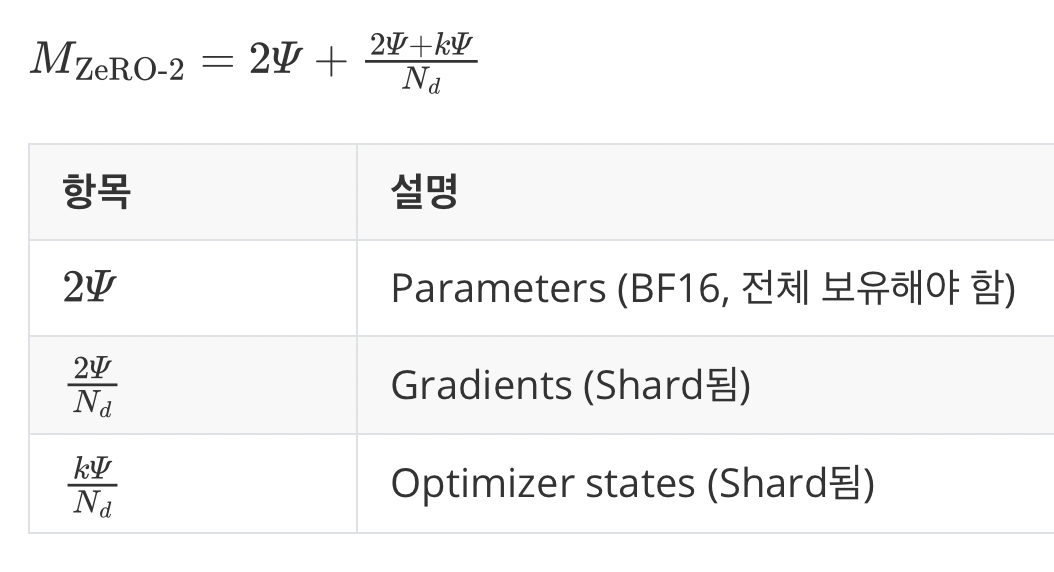 M_ZeRO-2 = 2Ψ + (2Ψ+kΨ)/N_d
항목 설명
2Ψ Parameters (BF16, 전체 보유해야 함)
2Ψ/N_d Gradients (Shard됨)
kΨ/N_d Optimizer states (Shard됨)